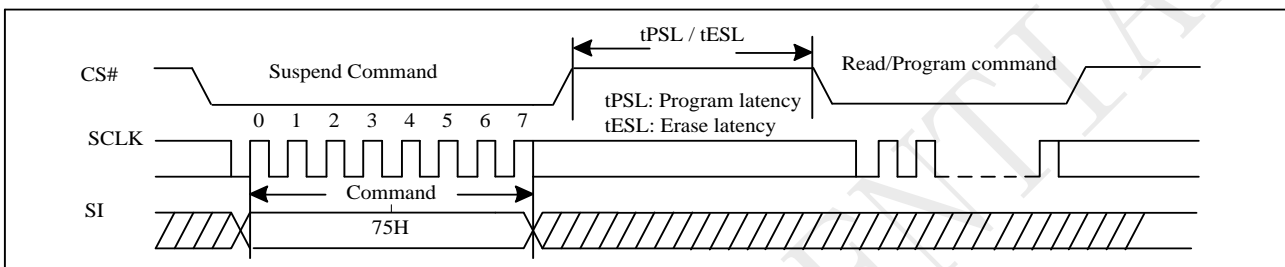 tPSL / tESL
CS#
Suspend Command
Read/Program command
tPSL: Program latency
tESL: Erase latency
0 1 2 3 4 5 6 7
SCLK
Command
SI
75H
ENTIA